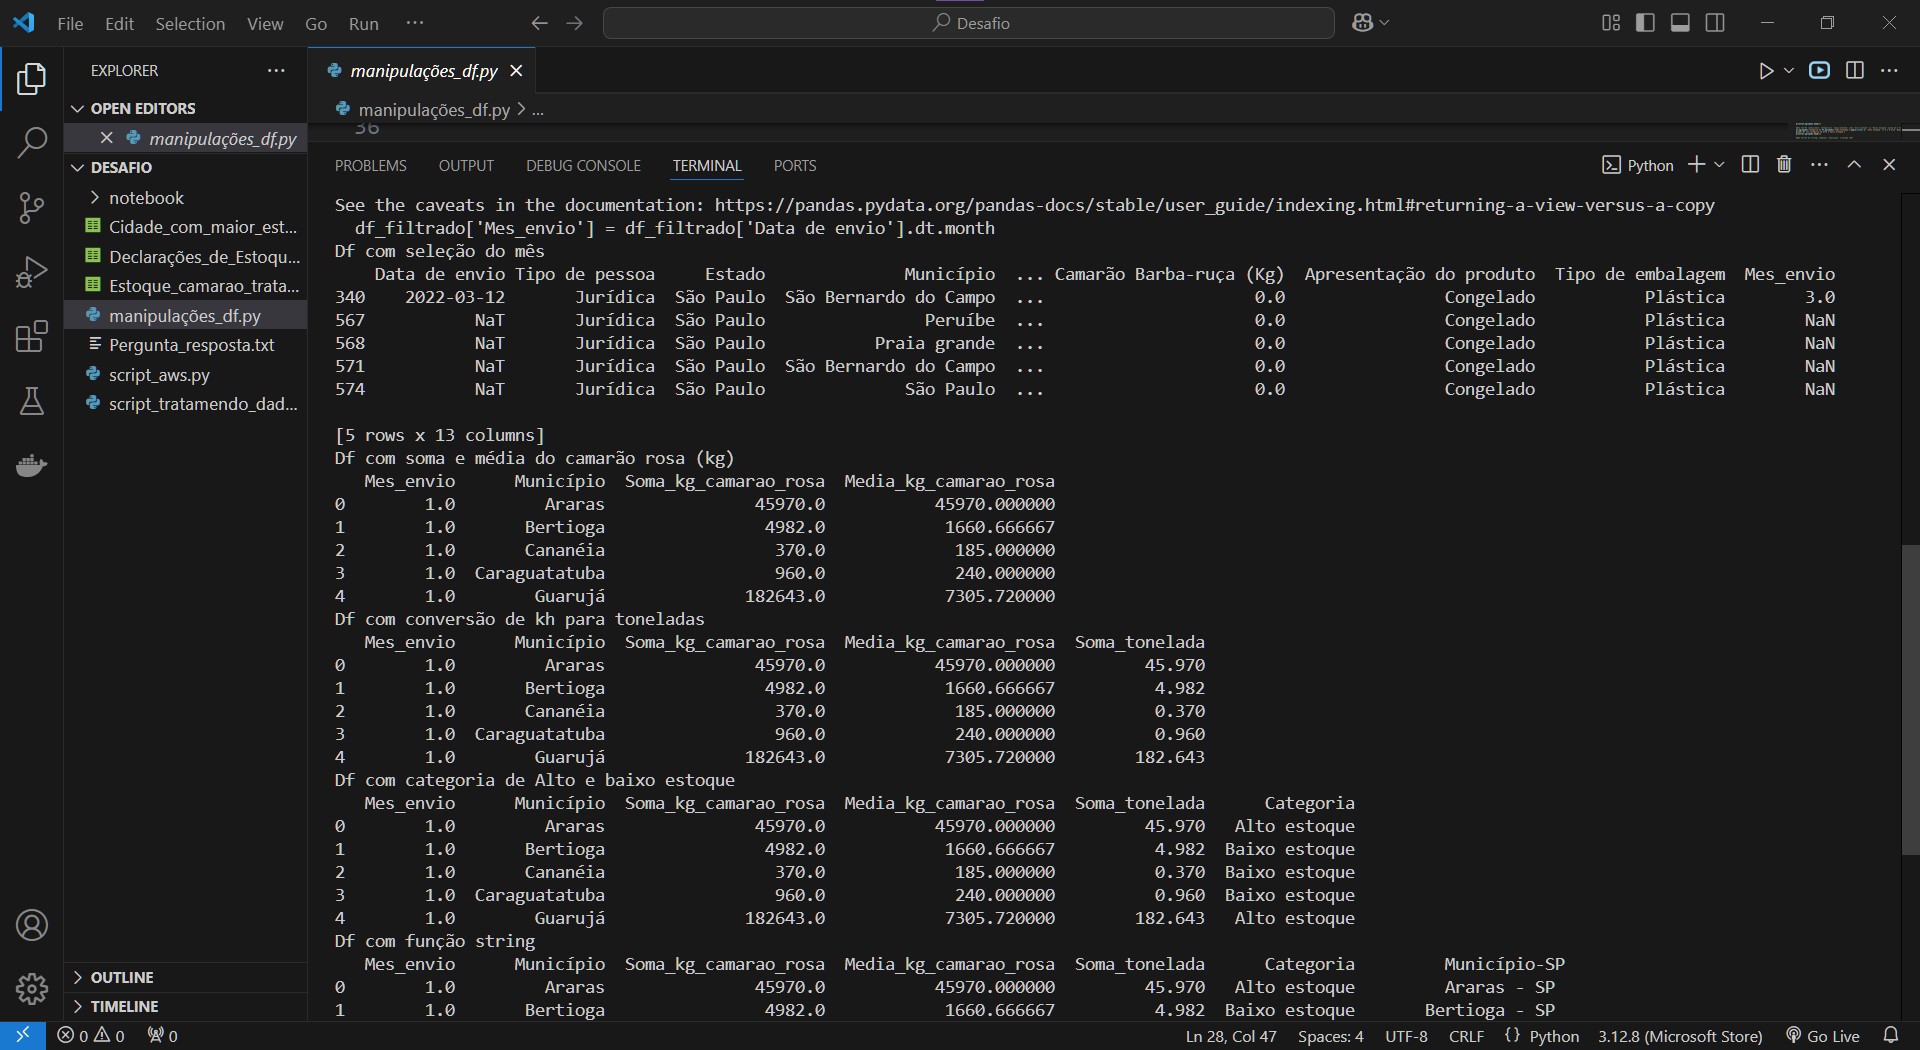 File Edit Selection View Go Run ··· Desafio
EXPLORER ···
OPEN EDITORS
manipulações_df.py
DESAFIO
notebook
Cidade_com_maior_est...
Declarações_de_Estoqu...
Estoque_camarao_trata...
manipulações_df.py
Pergunta_resposta.txt
script_aws.py
script_tratamendo_dad...
OUTLINE
TIMELINE
manipulações_df.py
manipulações_df.py > ...
36
PROBLEMS OUTPUT DEBUG CONSOLE TERMINAL PORTS Python
See the caveats in the documentation: https://pandas.pydata.org/pandas-docs/stable/user_guide/indexing.html#returning-a-view-versus-a-copy
df_filtrado['Mes_envio'] = df_filtrado['Data de envio'].dt.month
Df com seleção do mês
Data de envio Tipo de pessoa Estado Município ... Camarão Barba-ruça (Kg) Apresentação do produto Tipo de embalagem Mes_envio
340 2022-03-12 Jurídica São Paulo São Bernardo do Campo ... 0.0 Congelado Plástica 3.0
567 NaT Jurídica São Paulo Peruíbe ... 0.0 Congelado Plástica NaN
568 NaT Jurídica São Paulo Praia grande ... 0.0 Congelado Plástica NaN
571 NaT Jurídica São Paulo São Bernardo do Campo ... 0.0 Congelado Plástica NaN
574 NaT Jurídica São Paulo São Paulo ... 0.0 Congelado Plástica NaN
[5 rows x 13 columns]
Df com soma e média do camarão rosa (kg)
Mes_envio Município Soma_kg_camarao_rosa Media_kg_camarao_rosa
0 1.0 Araras 45970.0 45970.000000
1 1.0 Bertioga 4982.0 1660.666667
2 1.0 Cananéia 370.0 185.000000
3 1.0 Caraguatatuba 960.0 240.000000
4 1.0 Guarujá 182643.0 7305.720000
Df com conversão de kh para toneladas
Mes_envio Município Soma_kg_camarao_rosa Media_kg_camarao_rosa Soma_tonelada
0 1.0 Araras 45970.0 45970.000000 45.970
1 1.0 Bertioga 4982.0 1660.666667 4.982
2 1.0 Cananéia 370.0 185.000000 0.370
3 1.0 Caraguatatuba 960.0 240.000000 0.960
4 1.0 Guarujá 182643.0 7305.720000 182.643
Df com categoria de Alto e baixo estoque
Mes_envio Município Soma_kg_camarao_rosa Media_kg_camarao_rosa Soma_tonelada Categoria
0 1.0 Araras 45970.0 45970.000000 45.970 Alto estoque
1 1.0 Bertioga 4982.0 1660.666667 4.982 Baixo estoque
2 1.0 Cananéia 370.0 185.000000 0.370 Baixo estoque
3 1.0 Caraguatatuba 960.0 240.000000 0.960 Baixo estoque
4 1.0 Guarujá 182643.0 7305.720000 182.643 Alto estoque
Df com função string
Mes_envio Município Soma_kg_camarao_rosa Media_kg_camarao_rosa Soma_tonelada Categoria Município-SP
0 1.0 Araras 45970.0 45970.000000 45.970 Alto estoque Araras - SP
1 1.0 Bertioga 4982.0 1660.666667 4.982 Baixo estoque Bertioga - SP
0 0 0 Ln 28, Col 47 Spaces: 4 UTF-8 CRLF {} Python 3.12.8 (Microsoft Store) Go Live